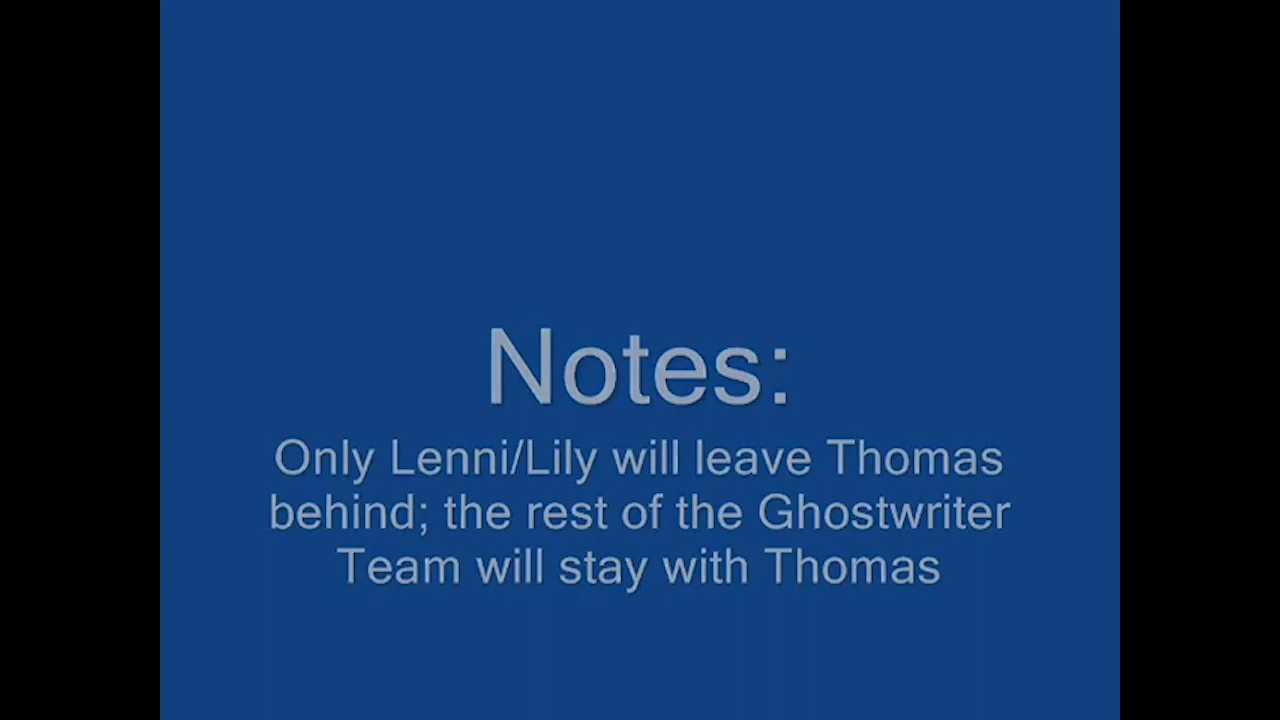 Notes:
Only Lenni/Lily will leave Thomas
behind; the rest of the Ghostwriter
Team will stay with Thomas